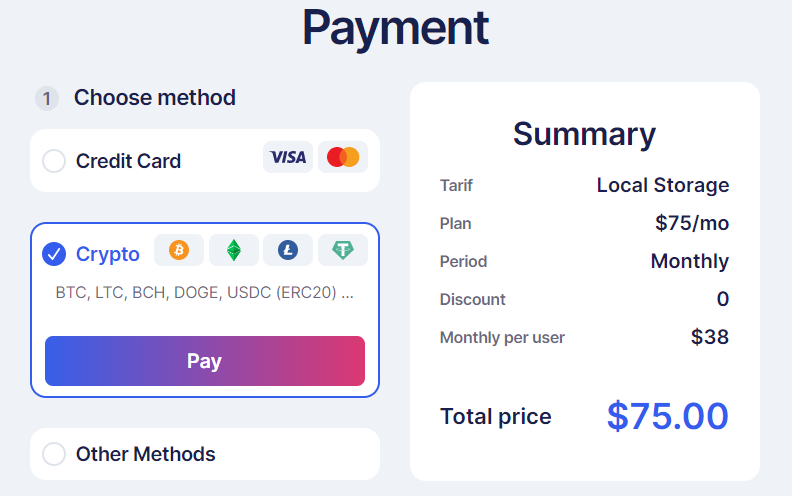 Payment
1 Choose method
Credit Card VISA
Crypto
BTC, LTC, BCH, DOGE, USDC (ERC20) ...
Pay
Other Methods
Summary
Tarif Local Storage
Plan $75/mo
Period Monthly
Discount 0
Monthly per user $38
Total price $75.00